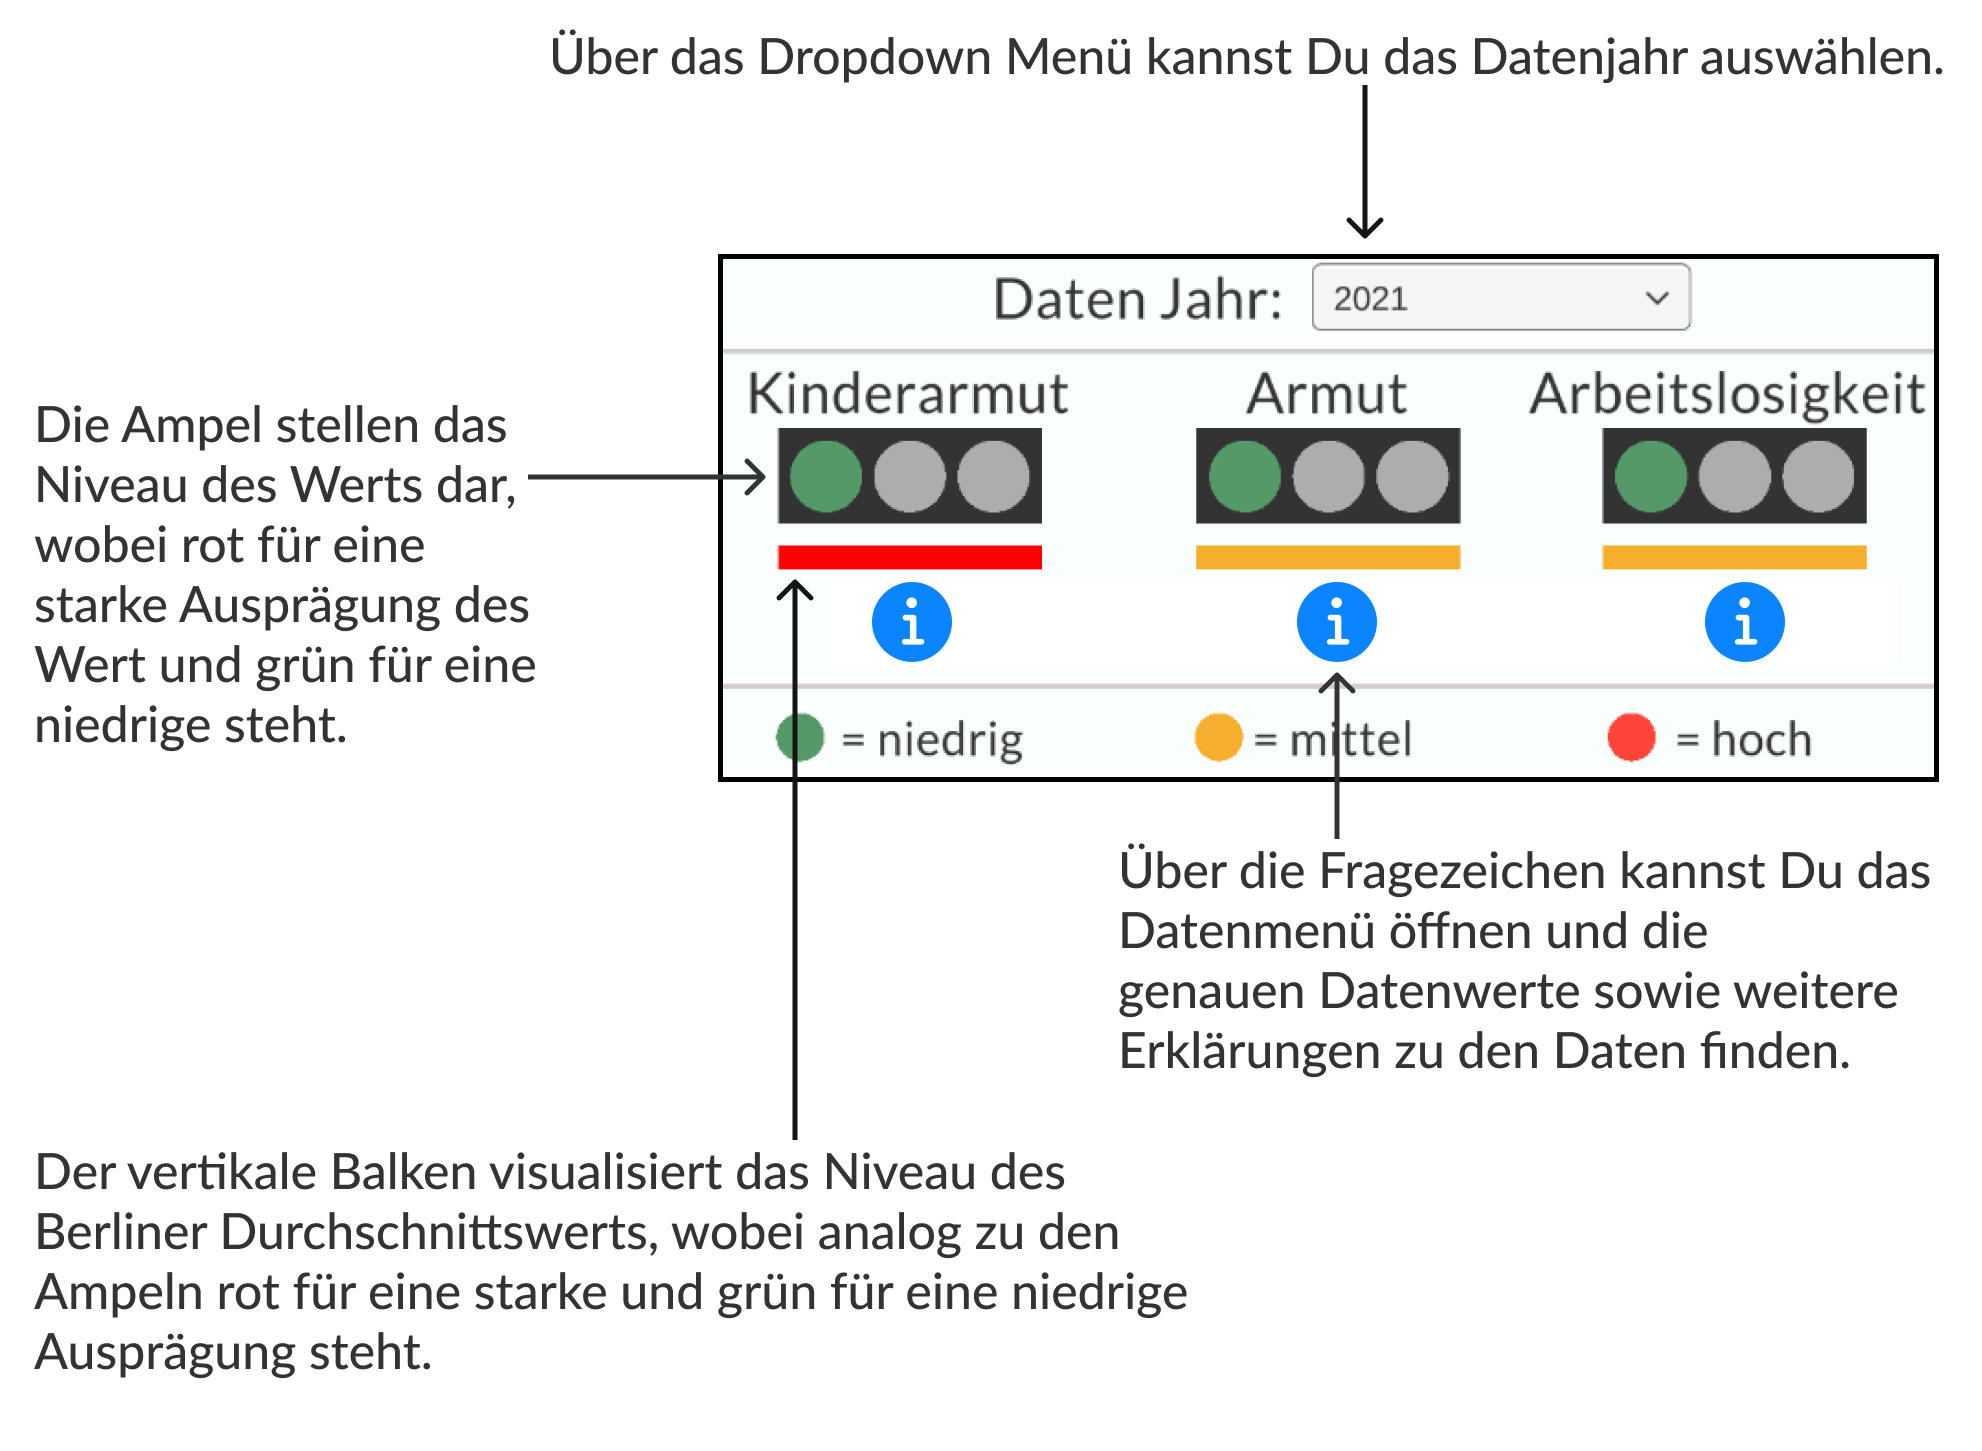 Über das Dropdown Menü kannst Du das Datenjahr auswählen.
Daten Jahr: 2021
Kinderarmut Armut Arbeitslosigkeit
Die Ampel stellen das
Niveau des Werts dar,
wobei rot für eine
starke Ausprägung des
Wert und grün für eine
niedrige steht.
i i i
= niedrig = mittel = hoch
Über die Fragezeichen kannst Du das
Datenmenü öffnen und die
genauen Datenwerte sowie weitere
Erklärungen zu den Daten finden.
Der vertikale Balken visualisiert das Niveau des
Berliner Durchschnittswerts, wobei analog zu den
Ampeln rot für eine starke und grün für eine niedrige
Ausprägung steht.